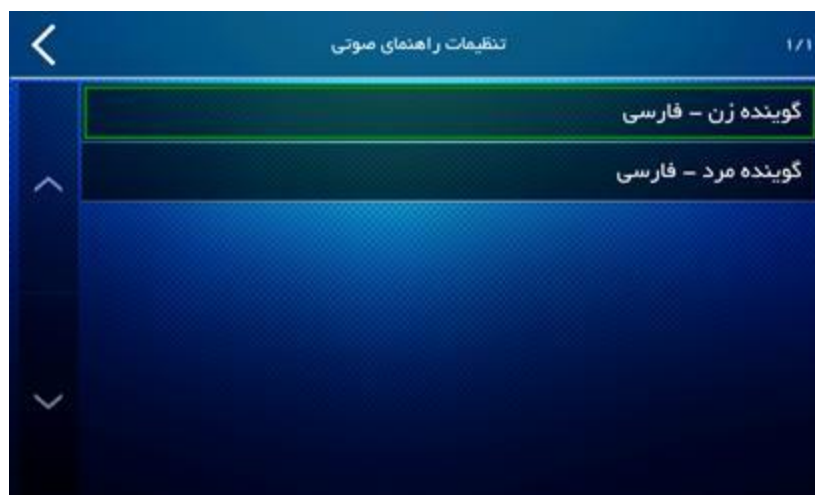 تنظیمات راهنمای صوتی
1/1
گوینده زن – فارسی
گوینده مرد – فارسی